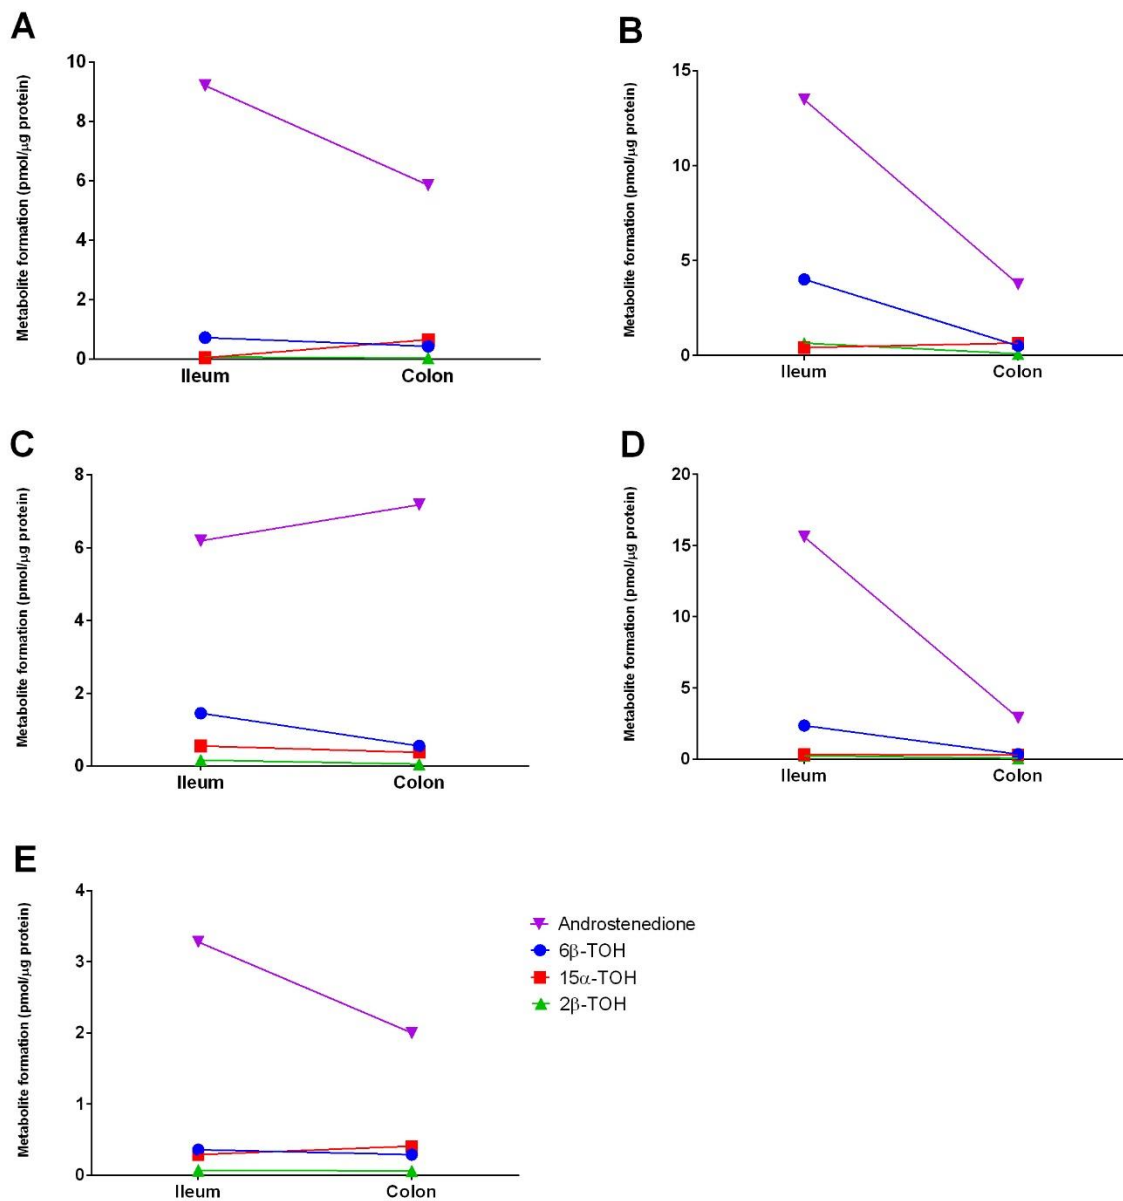 A
Metabolite formation (pmol/μg protein)
10
8
6
4
2
0
Ileum
Colon
B
Metabolite formation (pmol/μg protein)
15
10
5
0
Ileum
Colon
C
Metabolite formation (pmol/μg protein)
8
6
4
2
0
Ileum
Colon
D
Metabolite formation (pmol/μg protein)
20
15
10
5
0
Ileum
Colon
E
Metabolite formation (pmol/μg protein)
4
3
2
1
0
Ileum
Colon
Androstenedione
6β-TOH
15α-TOH
2β-TOH